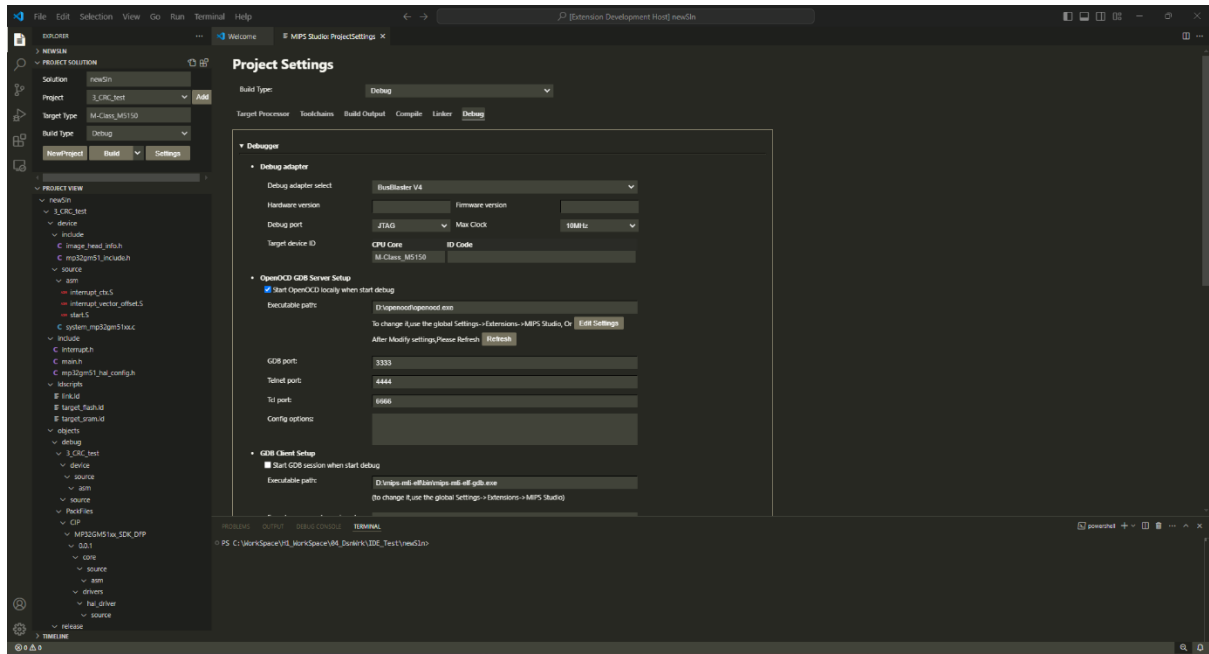 File Edit Selection View Go Run Terminal Help
[Extension Development Host] newSln
EXPLORER
Welcome
MIPS Studio: ProjectSettings
NEWSLN
PROJECT SOLUTION
Solution newSln
Project 3_CRC_test Add
Target Type M-Class_M5150
Build Type Debug
NewProject Build Settings
PROJECT VIEW
newSln
3_CRC_test
device
include
C image_head_info.h
C mp32gm51_include.h
source
asm
interrupt_ctx.S
interrupt_vector_offset.S
start.S
C system_mp32gm51xx.c
include
C interrupt.h
C main.h
C mp32gm51_hal_config.h
ldscripts
link.ld
target_flash.ld
target_sram.ld
objects
debug
3_CRC_test
device
source
asm
source
PackFiles
CIP
MP32GM51xx_SDK_DFP
0.0.1
core
source
asm
drivers
hal_driver
source
release
TIMELINE
Project Settings
Build Type: Debug
Target Processor Toolchains Build Output Compile Linker Debug
Debugger
• Debug adapter
Debug adapter select BusBlaster V4
Hardware version Firmware version
Debug port JTAG Max Clock 10MHz
Target device ID CPU Core ID Code
M-Class_M5150
• OpenOCD GDB Server Setup
Start OpenOCD locally when start debug
Executable path: D:\openocd\openocd.exe
To change it,use the global Settings->Extensions->MIPS Studio, Or Edit Settings
After Modify settings,Please Refresh Refresh
GDB port: 3333
Telnet port: 4444
Tcl port: 6666
Config options:
• GDB Client Setup
Start GDB session when start debug
Executable path: D:\mips-mti-elf\bin\mips-mti-elf-gdb.exe
(to change it,use the global Settings->Extensions->MIPS Studio)
PROBLEMS OUTPUT DEBUG CONSOLE TERMINAL
powershell
PS C:\WorkSpace\H1_WorkSpace\04_DsnWrk\IDE_Test\newSln>
0 0